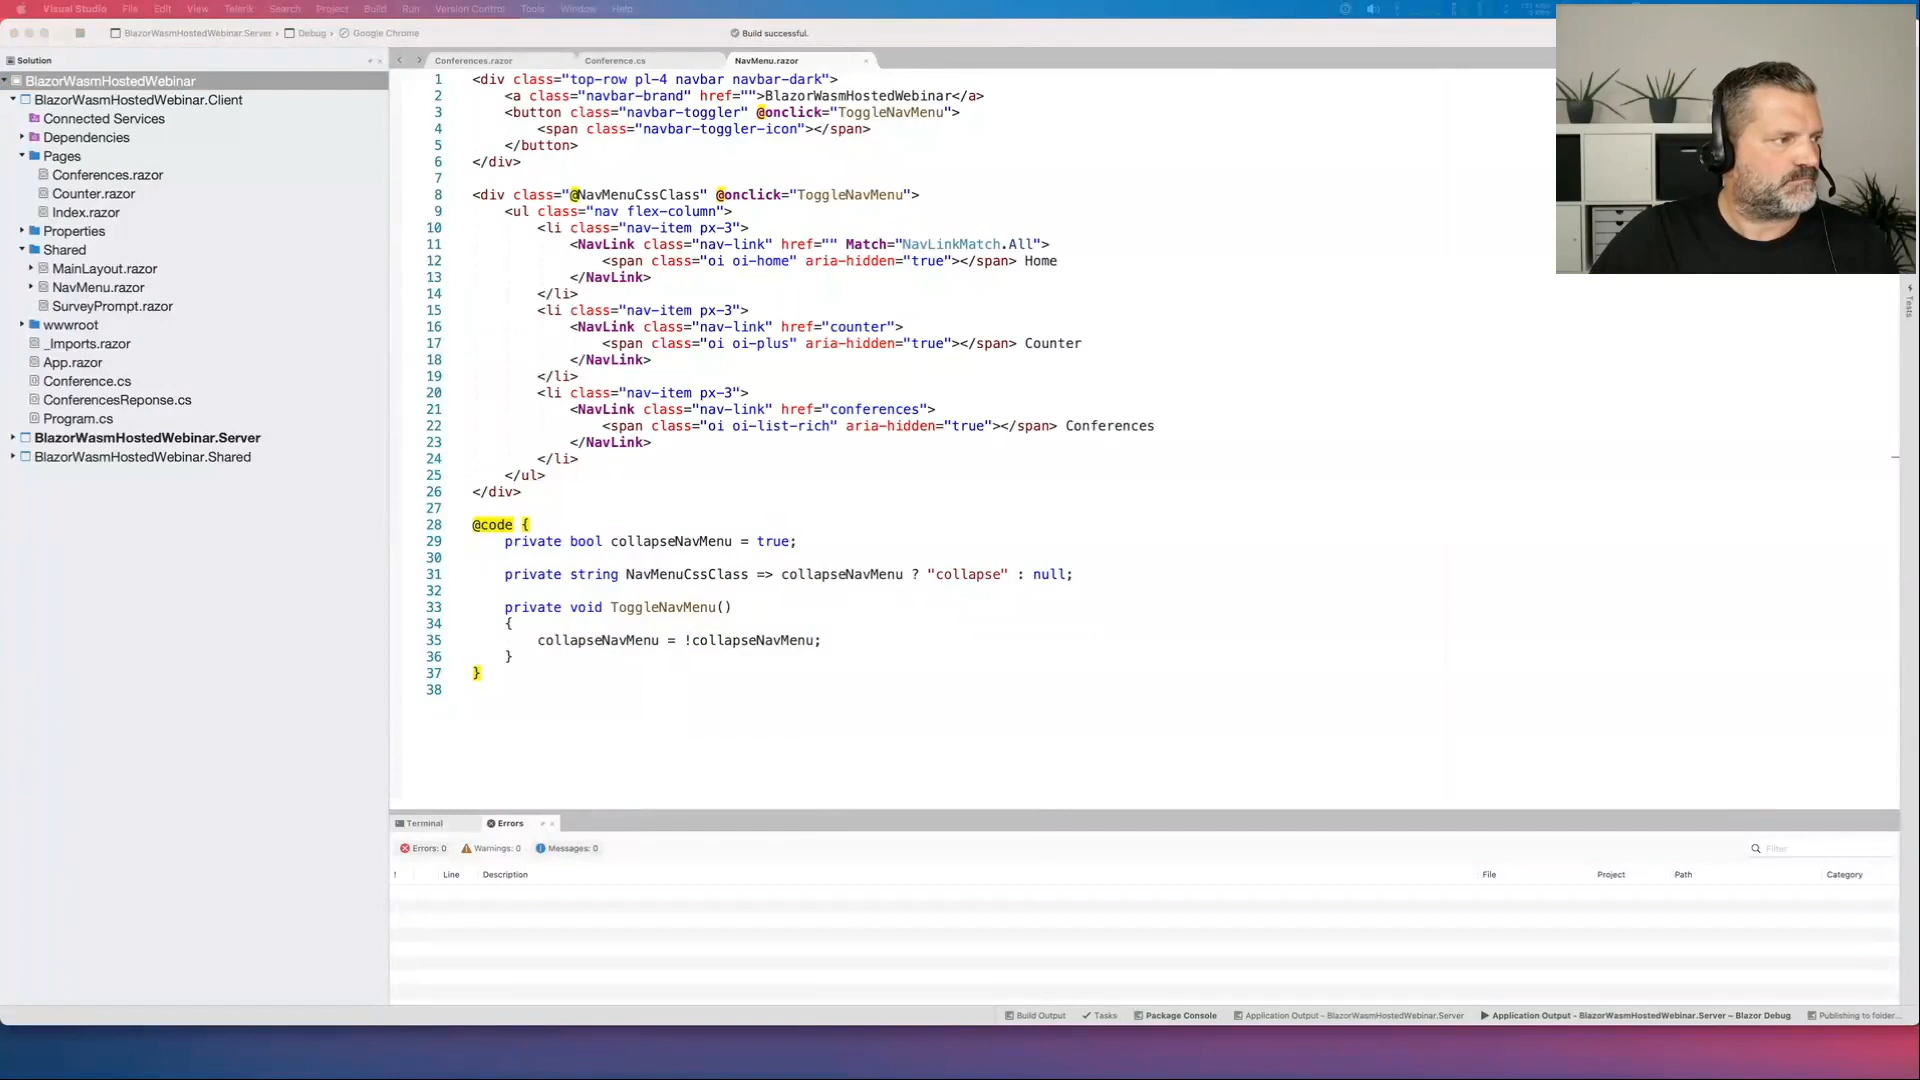 Visual Studio File Edit View Telerik Search Project Build Run Version Control Tools Window Help
BlazorWasmHostedWebinar.Server › Debug › Google Chrome
Build successful.
Solution
BlazorWasmHostedWebinar
BlazorWasmHostedWebinar.Client
Connected Services
Dependencies
Pages
Conferences.razor
Counter.razor
Index.razor
Properties
Shared
MainLayout.razor
NavMenu.razor
SurveyPrompt.razor
wwwroot
_Imports.razor
App.razor
Conference.cs
ConferencesReponse.cs
Program.cs
BlazorWasmHostedWebinar.Server
BlazorWasmHostedWebinar.Shared
Conferences.razor Conference.cs NavMenu.razor
1 <div class="top-row pl-4 navbar navbar-dark">
2 <a class="navbar-brand" href="">BlazorWasmHostedWebinar</a>
3 <button class="navbar-toggler" @onclick="ToggleNavMenu">
4 <span class="navbar-toggler-icon"></span>
5 </button>
6 </div>
7
8 <div class="@NavMenuCssClass" @onclick="ToggleNavMenu">
9 <ul class="nav flex-column">
10 <li class="nav-item px-3">
11 <NavLink class="nav-link" href="" Match="NavLinkMatch.All">
12 <span class="oi oi-home" aria-hidden="true"></span> Home
13 </NavLink>
14 </li>
15 <li class="nav-item px-3">
16 <NavLink class="nav-link" href="counter">
17 <span class="oi oi-plus" aria-hidden="true"></span> Counter
18 </NavLink>
19 </li>
20 <li class="nav-item px-3">
21 <NavLink class="nav-link" href="conferences">
22 <span class="oi oi-list-rich" aria-hidden="true"></span> Conferences
23 </NavLink>
24 </li>
25 </ul>
26 </div>
27
28 @code {
29 private bool collapseNavMenu = true;
30
31 private string NavMenuCssClass => collapseNavMenu ? "collapse" : null;
32
33 private void ToggleNavMenu()
34 {
35 collapseNavMenu = !collapseNavMenu;
36 }
37 }
38
Tests
Terminal Errors
Errors: 0 Warnings: 0 Messages: 0 Filter
! Line Description File Project Path Category
Build Output Tasks Package Console Application Output - BlazorWasmHostedWebinar.Server Application Output - BlazorWasmHostedWebinar.Server – Blazor Debug Publishing to folder...